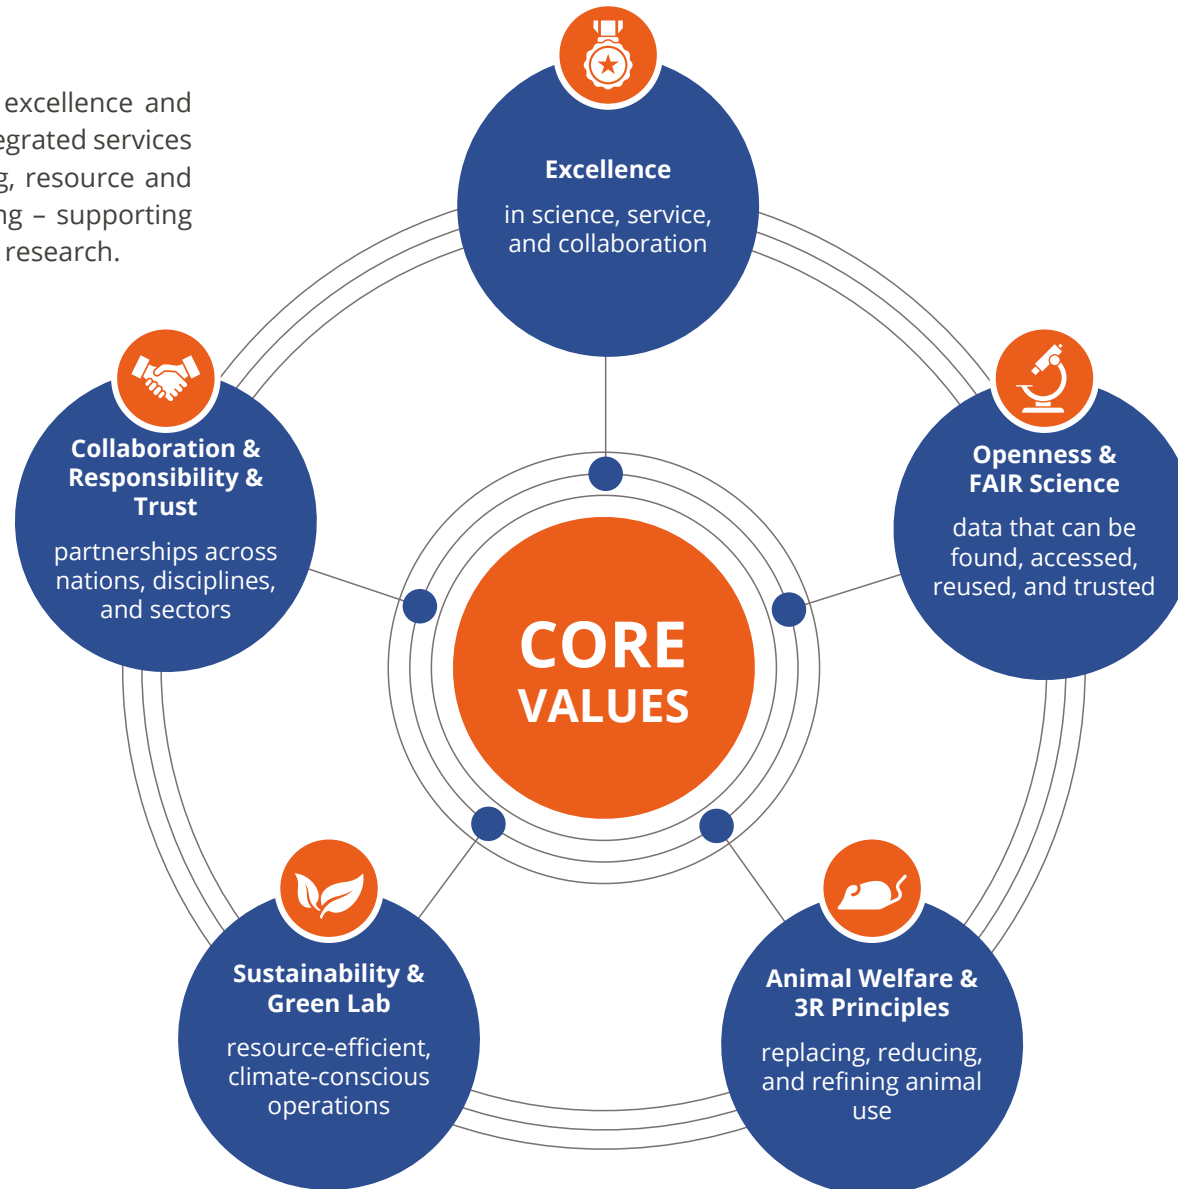 excellence and
egrated services
g, resource and
ng – supporting
research.
Excellence
in science, service,
and collaboration
Collaboration &
Responsibility &
Trust
partnerships across
nations, disciplines,
and sectors
Openness &
FAIR Science
data that can be
found, accessed,
reused, and trusted
CORE
VALUES
Sustainability &
Green Lab
resource-efficient,
climate-conscious
operations
Animal Welfare &
3R Principles
replacing, reducing,
and refining animal
use